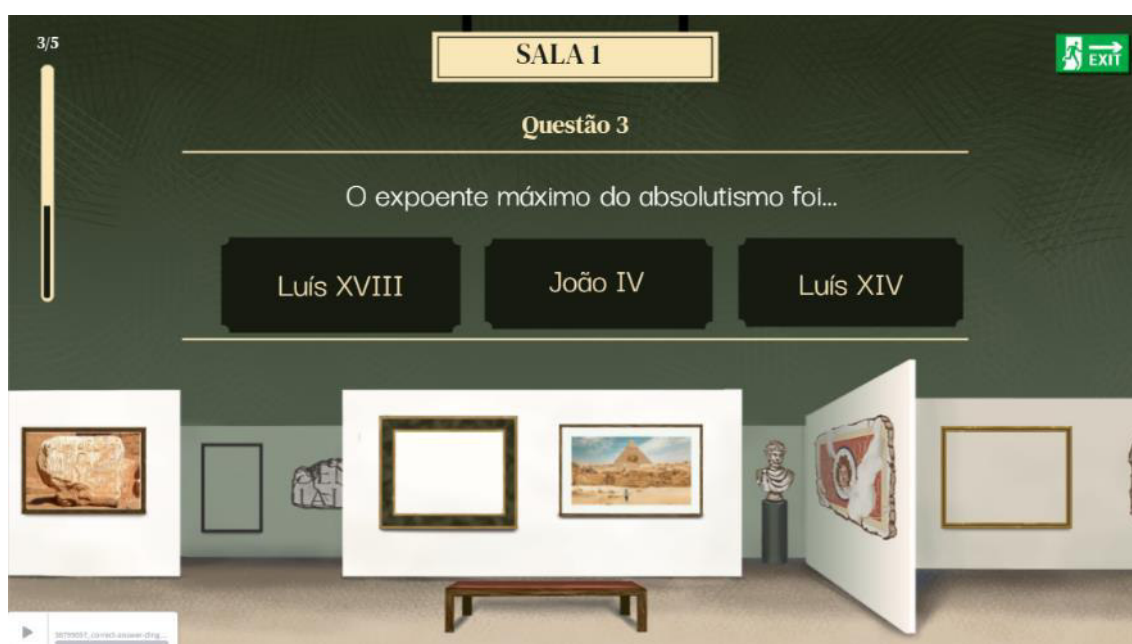 3/5
SALA 1
EXIT
Questão 3
O expoente máximo do absolutismo foi...
Luís XVIII
João IV
Luís XIV